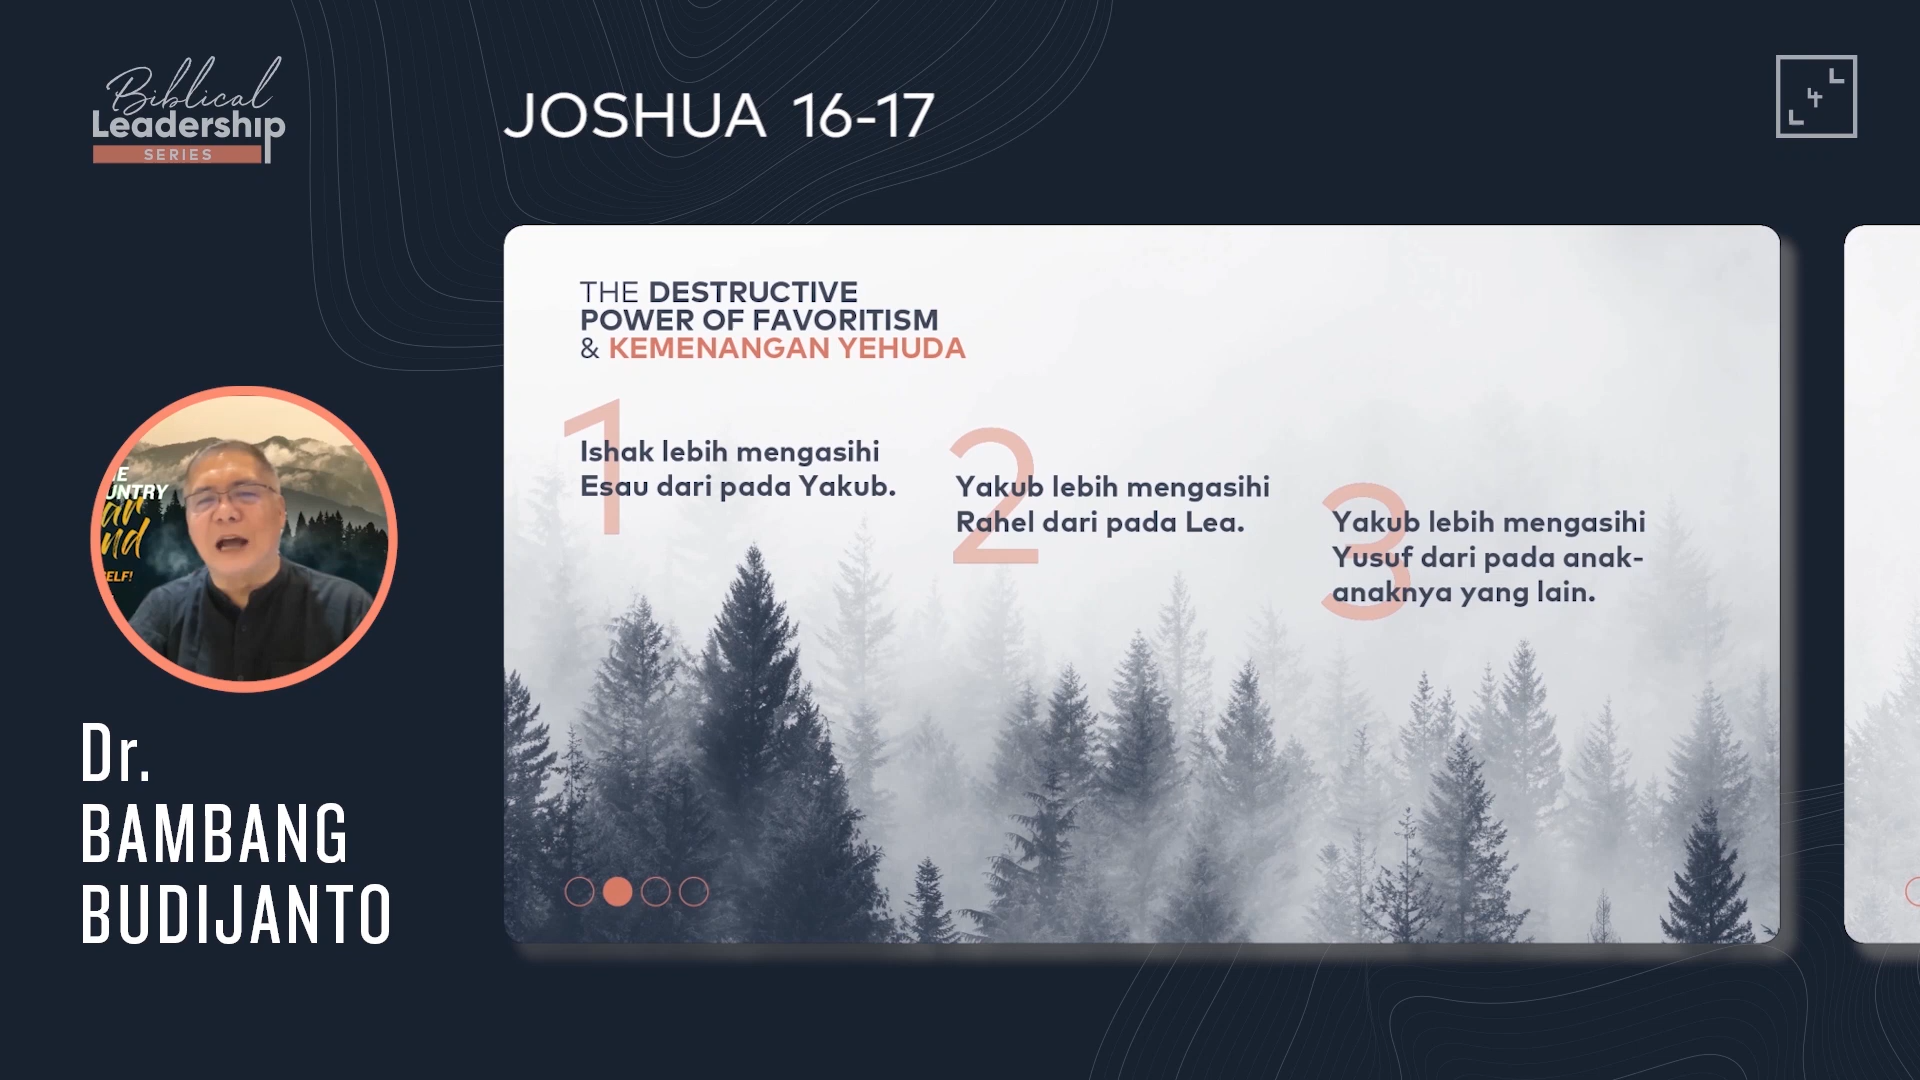 Biblical
Leadership
SERIES
JOSHUA 16-17
THE DESTRUCTIVE
POWER OF FAVORITISM
& KEMENANGAN YEHUDA
1
Ishak lebih mengasihi
Esau dari pada Yakub.
2
Yakub lebih mengasihi
Rahel dari pada Lea.
3
Yakub lebih mengasihi
Yusuf dari pada anak-
anaknya yang lain.
UNTRY
ELF!
Dr.
BAMBANG
BUDIJANTO